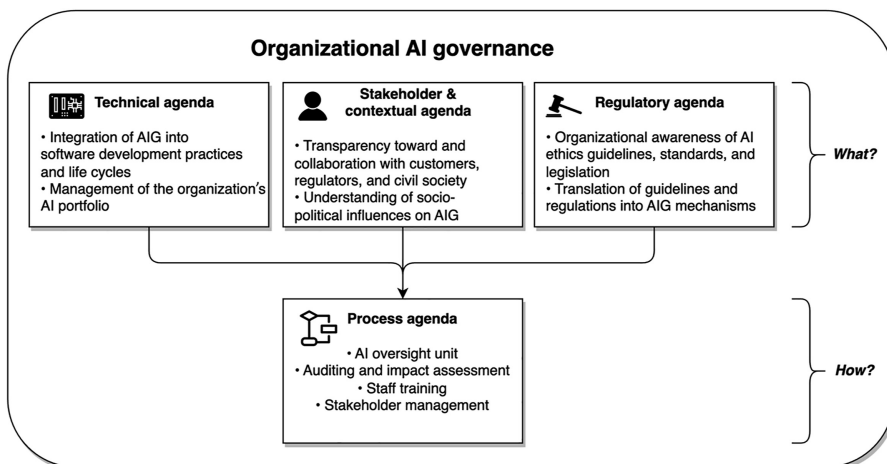 Organizational AI governance
Technical agenda
• Integration of AIG into
software development practices
and life cycles
• Management of the organization's
AI portfolio
Stakeholder &
contextual agenda
• Transparency toward and
collaboration with customers,
regulators, and civil society
• Understanding of socio-
political influences on AIG
Regulatory agenda
• Organizational awareness of AI
ethics guidelines, standards, and
legislation
• Translation of guidelines and
regulations into AIG mechanisms
What?
Process agenda
• AI oversight unit
• Auditing and impact assessment
• Staff training
• Stakeholder management
How?